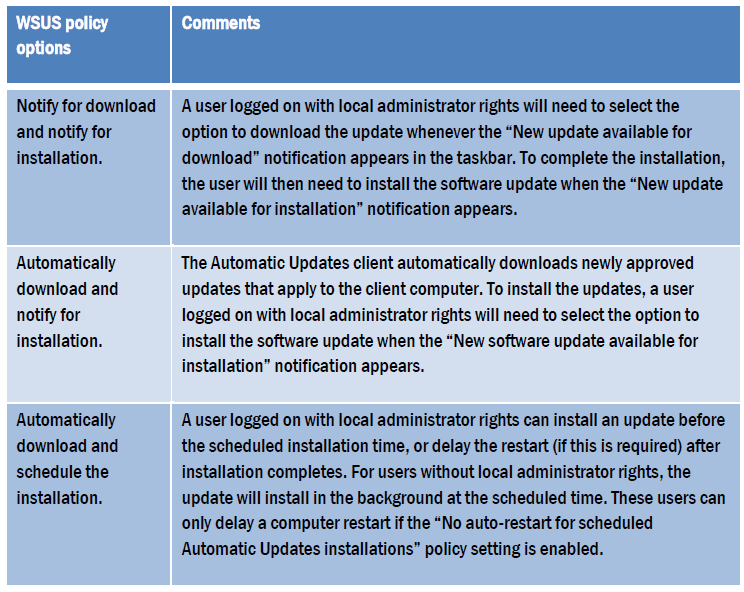 WSUS policy options
Comments
Notify for download and notify for installation.
A user logged on with local administrator rights will need to select the
option to download the update whenever the “New update available for
download” notification appears in the taskbar. To complete the installation,
the user will then need to install the software update when the “New update
available for installation” notification appears.
Automatically
download and
notify for
installation.
The Automatic Updates client automatically downloads newly approved
updates that apply to the client computer. To install the updates, a user
logged on with local administrator rights will need to select the option to
install the software update when the “New software update available for
installation” notification appears.
Automatically
download and
schedule the
installation.
A user logged on with local administrator rights can install an update before
the scheduled installation time, or delay the restart (if this is required) after
installation completes. For users without local administrator rights, the
update will install in the background at the scheduled time. These users can
only delay a computer restart if the “No auto-restart for scheduled
Automatic Updates installations” policy setting is enabled.